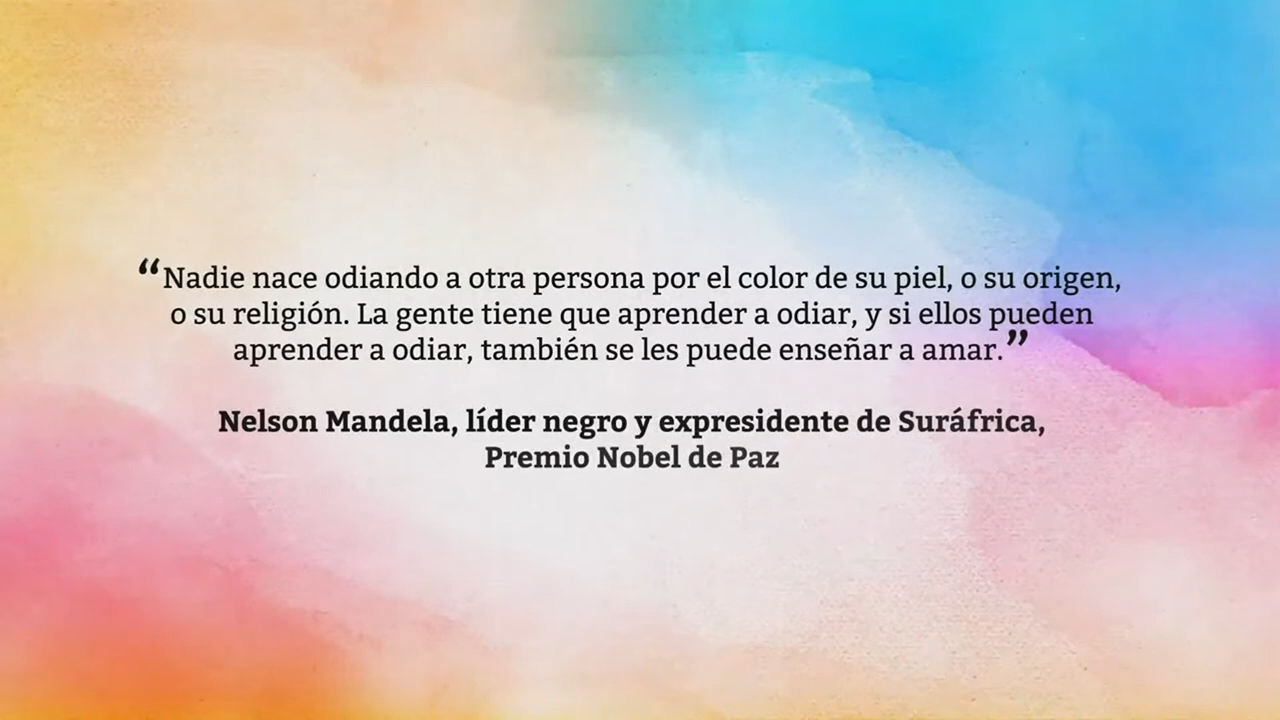 “Nadie nace odiando a otra persona por el color de su piel, o su origen,
o su religión. La gente tiene que aprender a odiar, y si ellos pueden
aprender a odiar, también se les puede enseñar a amar.”
Nelson Mandela, líder negro y expresidente de Suráfrica,
Premio Nobel de Paz